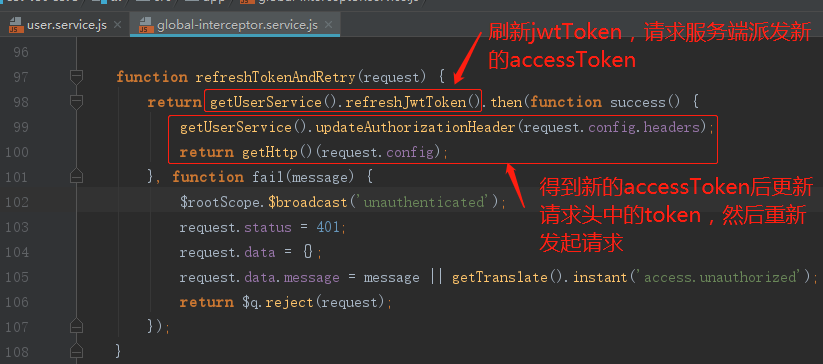 user.service.js
global-interceptor.service.js
刷新jwtToken，请求服务端派发新
的accessToken
96
97 function refreshTokenAndRetry(request) {
98 return getUserService().refreshJwtToken().then(function success() {
99 getUserService().updateAuthorizationHeader(request.config.headers);
100 return getHttp()(request.config);
101 }, function fail(message) {
102 $rootScope.$broadcast('unauthenticated');
103 request.status = 401;
104 request.data = {};
105 request.data.message = message || getTranslate().instant('access.unauthorized');
106 return $q.reject(request);
107 });
108 }
得到新的accessToken后更新
请求头中的token，然后重新
发起请求